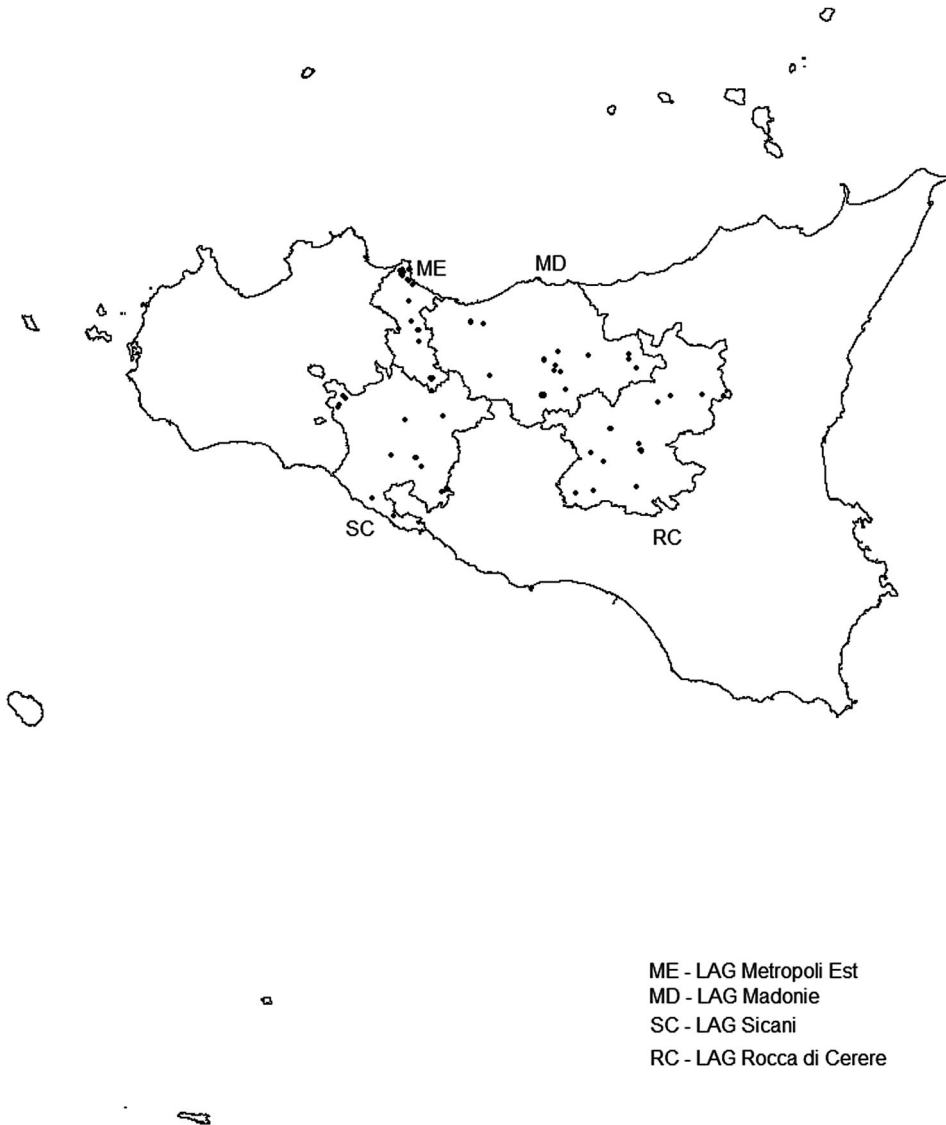 ME
MD
SC
RC
ME - LAG Metropoli Est
MD - LAG Madonie
SC - LAG Sicani
RC - LAG Rocca di Cerere